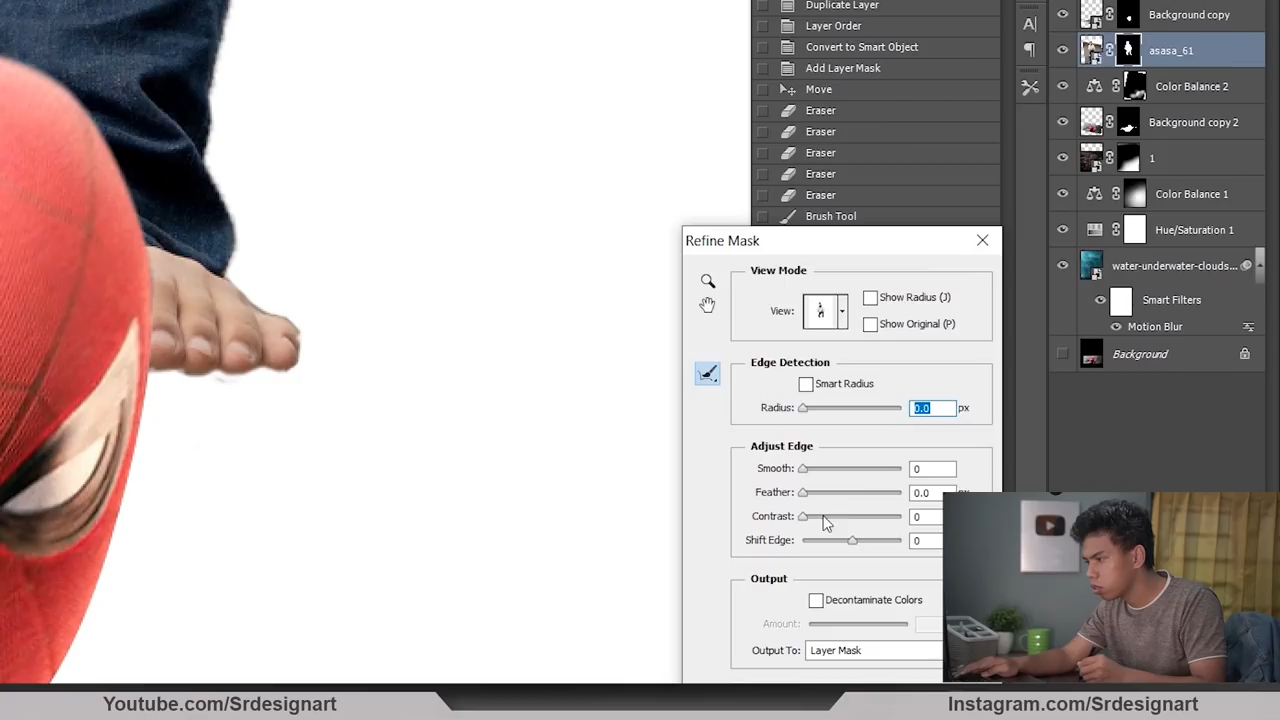 Duplicate Layer
Layer Order
Convert to Smart Object
Add Layer Mask
Move
Eraser
Eraser
Eraser
Eraser
Eraser
Brush Tool
A|
¶
Background copy
asasa_61
Color Balance 2
Background copy 2
1
Color Balance 1
Hue/Saturation 1
water-underwater-clouds...
Smart Filters
Motion Blur
Background
Refine Mask
View Mode
View:
Show Radius (J)
Show Original (P)
Edge Detection
Smart Radius
Radius: 0.0 px
Adjust Edge
Smooth: 0
Feather: 0.0
Contrast: 0
Shift Edge: 0
Output
Decontaminate Colors
Amount:
Output To: Layer Mask
Youtube.com/Srdesignart
Instagram.com/Srdesignart